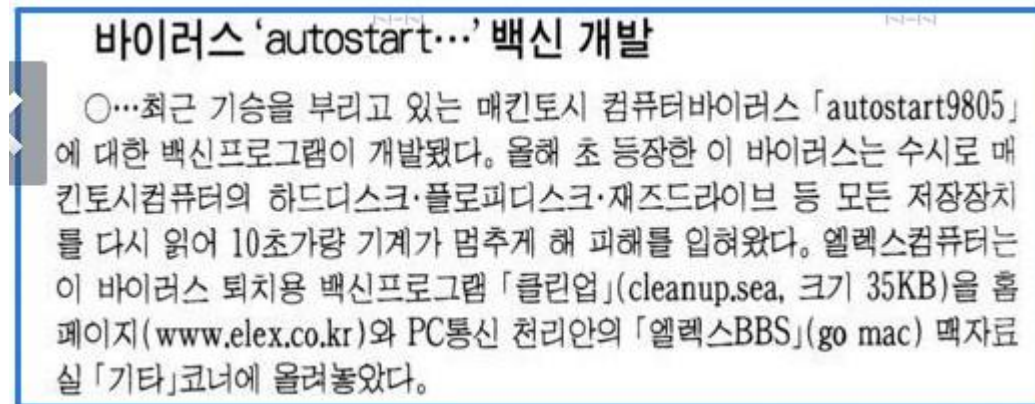 바이러스 ‘autostart…’ 백신 개발
○…최근 기승을 부리고 있는 매킨토시 컴퓨터바이러스 「autostart9805」
에 대한 백신프로그램이 개발됐다. 올해 초 등장한 이 바이러스는 수시로 매
킨토시컴퓨터의 하드디스크·플로피디스크·재즈드라이브 등 모든 저장장치
를 다시 읽어 10초가량 기계가 멈추게 해 피해를 입혀왔다. 엘렉스컴퓨터는
이 바이러스 퇴치용 백신프로그램 「클린업」(cleanup.sea, 크기 35KB)을 홈
페이지(www.elex.co.kr)와 PC통신 천리안의 「엘렉스BBS」(go mac) 맥자료
실 「기타」코너에 올려놓았다.